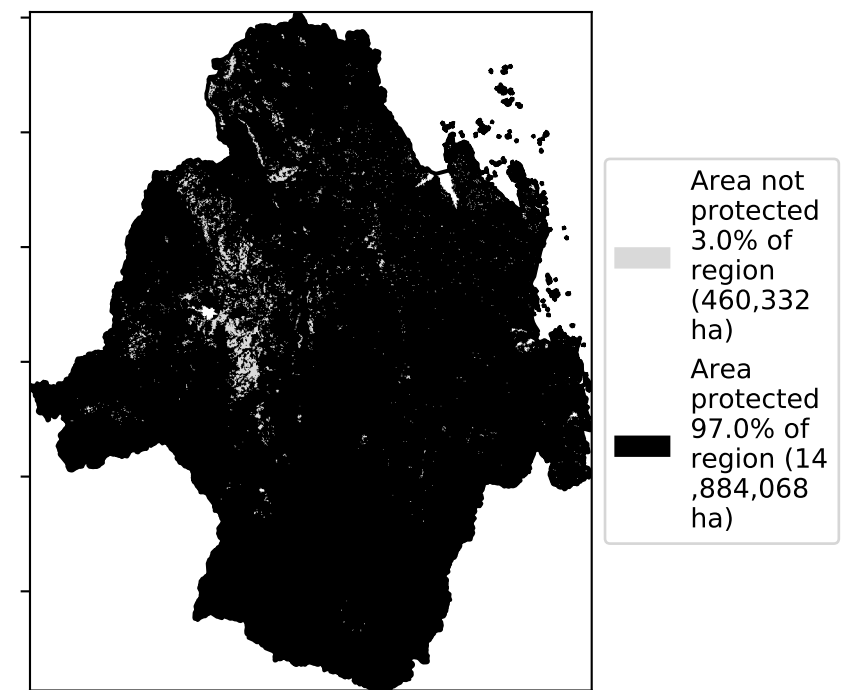 Area not
protected
3.0% of
region
(460,332
ha)
Area
protected
97.0% of
region (14
,884,068
ha)